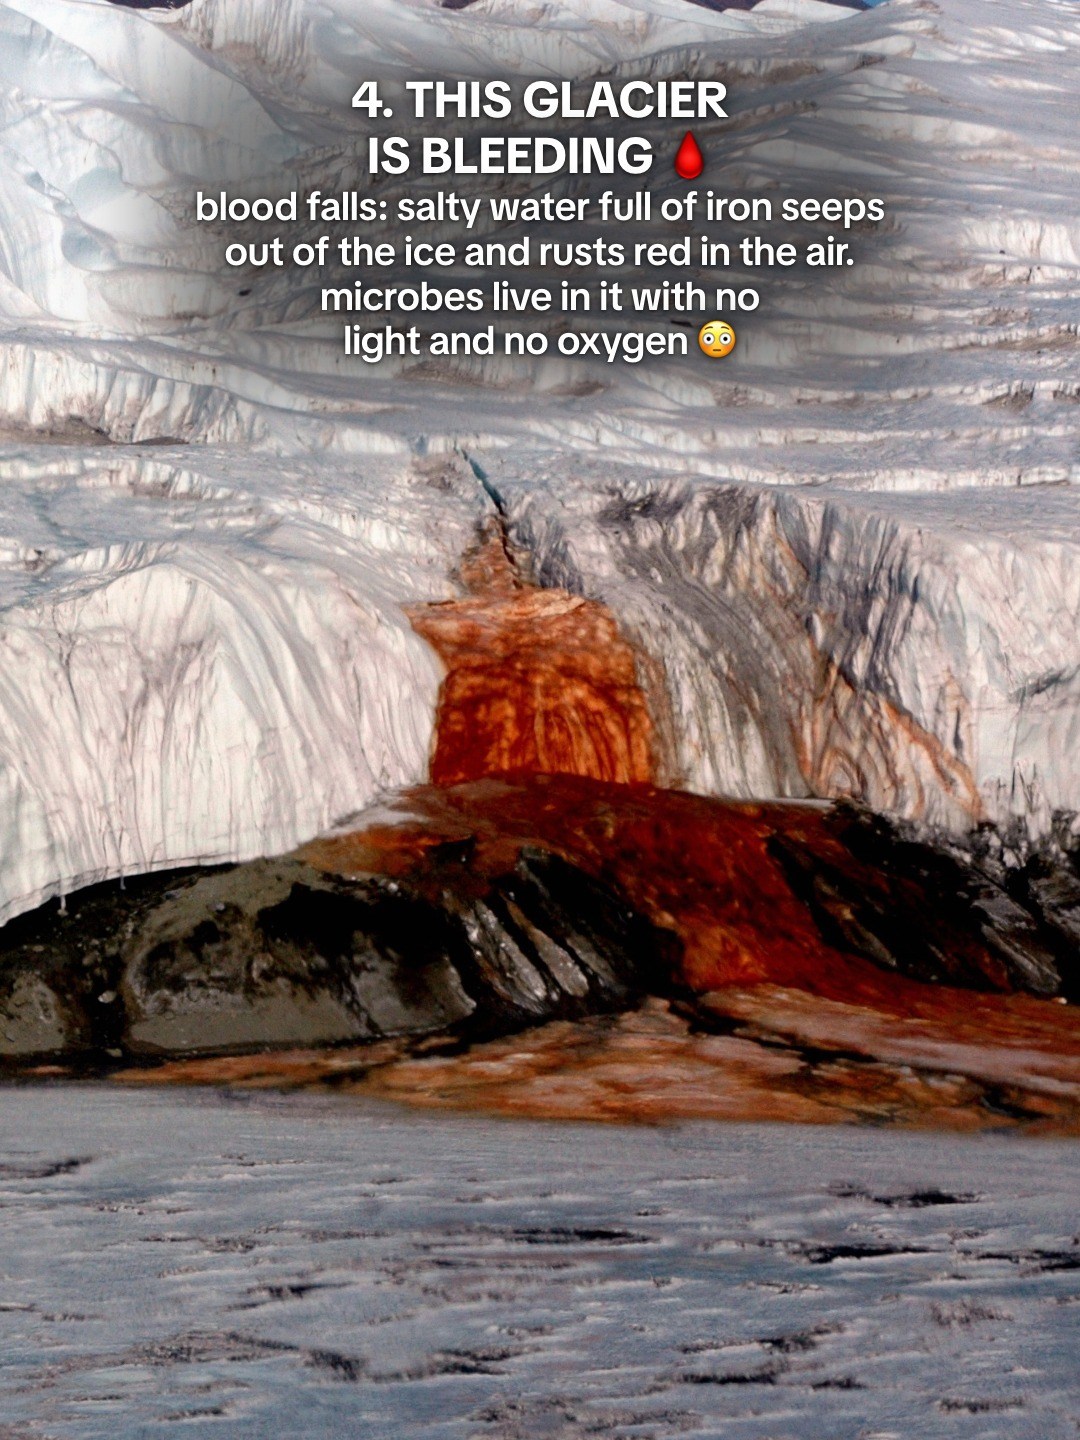 4. THIS GLACIER
IS BLEEDING 🩸
blood falls: salty water full of iron seeps
out of the ice and rusts red in the air.
microbes live in it with no
light and no oxygen 😳